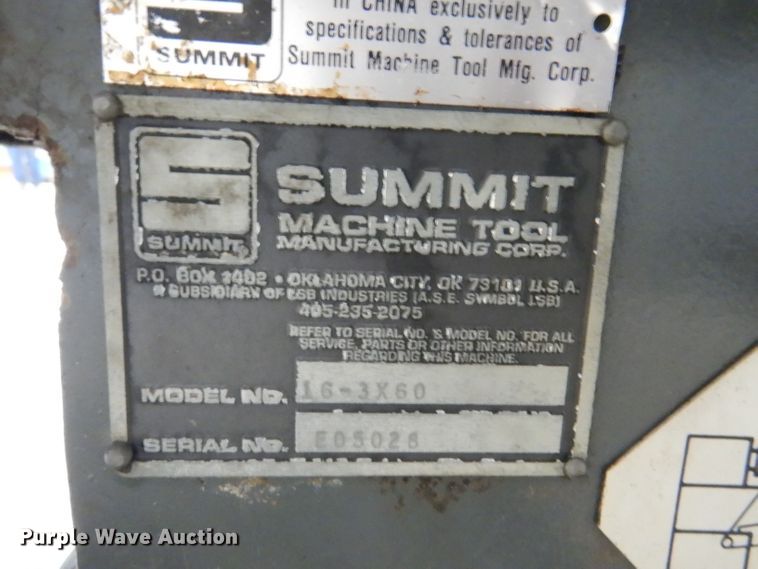 in CHINA exclusively to
specifications & tolerances of
Summit Machine Tool Mfg. Corp.
SUMMIT
SUMMIT
SUMMIT
MACHINE TOOL
MANUFACTURING CORP.
P.O. BOX 1402 • OKLAHOMA CITY, OK 73101 U.S.A.
A SUBSIDIARY OF LSB INDUSTRIES (A.S.E. SYMBOL LSB)
405-235-2075
REFER TO SERIAL NO. & MODEL NO. FOR ALL
SERVICE, PARTS OR OTHER INFORMATION
REGARDING THIS MACHINE.
MODEL NO. 16-3X60
SERIAL NO. E05026
Purple Wave Auction